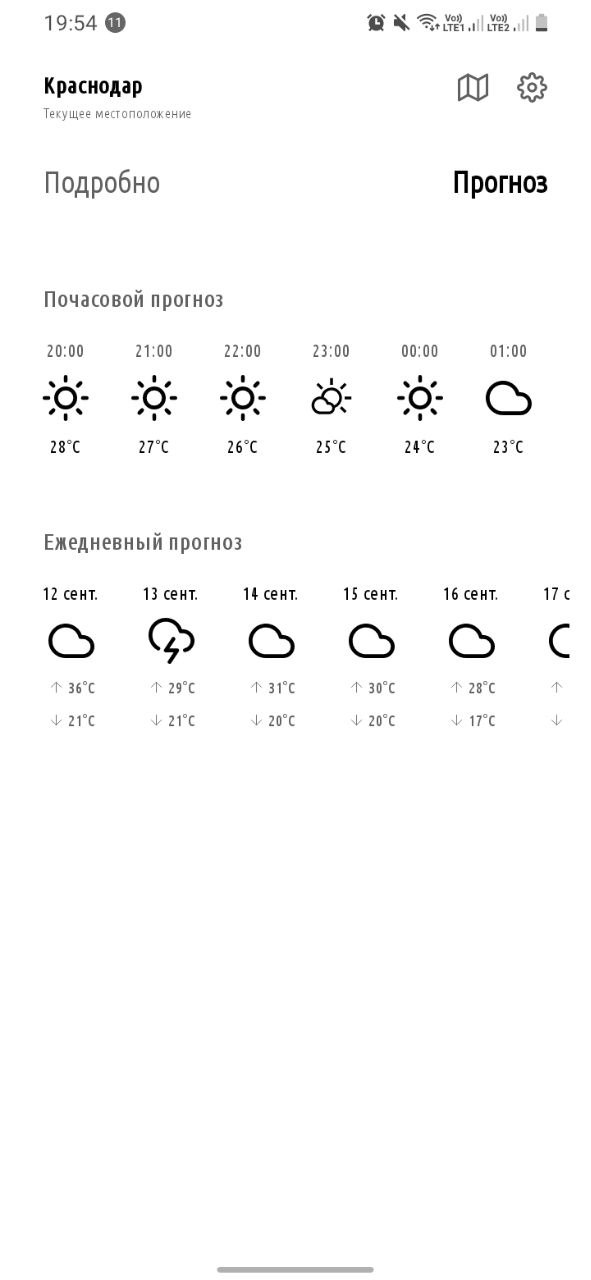 19:54 11 Vo)) LTE1 Vo)) LTE2
Краснодар
Текущее местоположение
Подробно Прогноз
Почасовой прогноз
20:00 21:00 22:00 23:00 00:00 01:00
28°C 27°C 26°C 25°C 24°C 23°C
Ежедневный прогноз
12 сент. 13 сент. 14 сент. 15 сент. 16 сент. 17 с
↑ 36°C ↑ 29°C ↑ 31°C ↑ 30°C ↑ 28°C ↑
↓ 21°C ↓ 21°C ↓ 20°C ↓ 20°C ↓ 17°C ↓